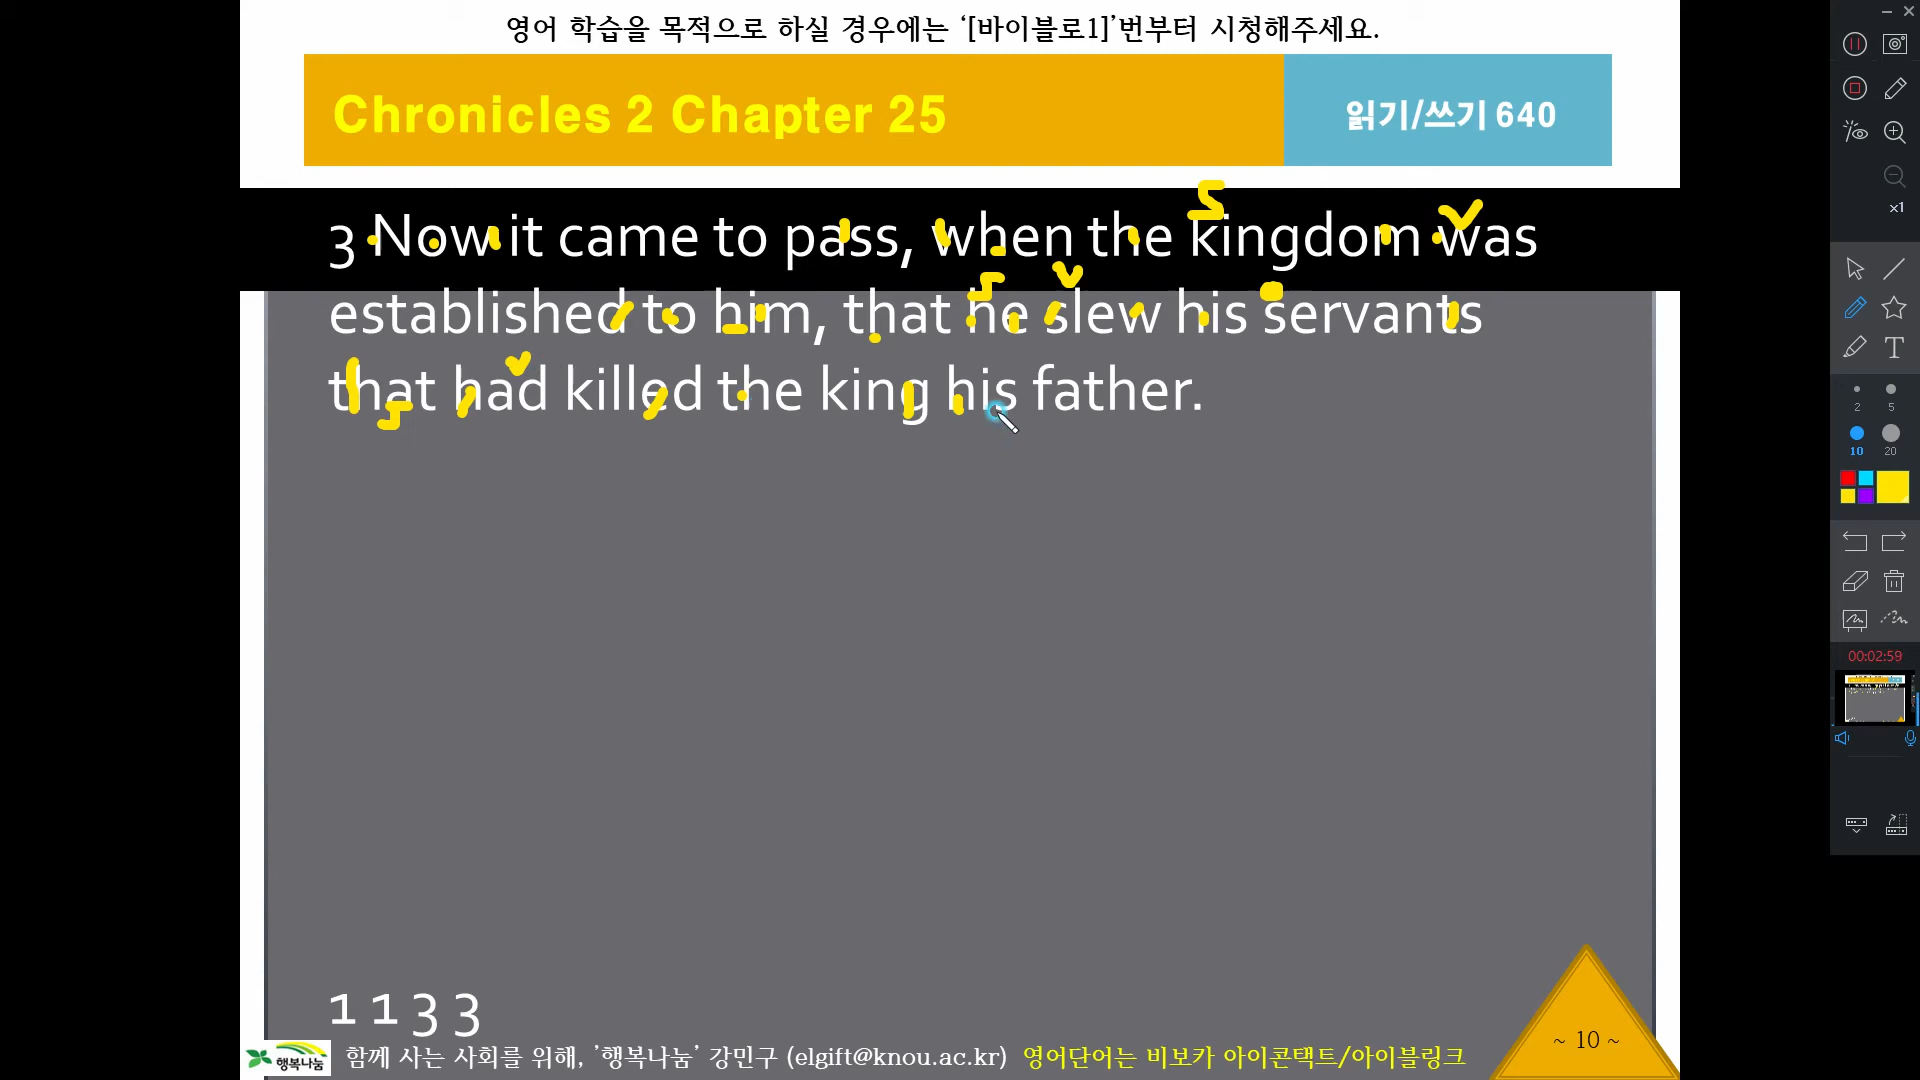 영어 학습을 목적으로 하실 경우에는 ‘[바이블로1]’번부터 시청해주세요.
Chronicles 2 Chapter 25
읽기/쓰기 640
3 Now it came to pass, when the kingdom was
established to him, that he slew his servants
that had killed the king his father.
1 1 3 3
행복나눔
함께 사는 사회를 위해, ’행복나눔’ 강민구 (elgift@knou.ac.kr) 영어단어는 비보카 아이콘택트/아이블링크
~ 10 ~
x1
T
2 5
10 20
00:02:59